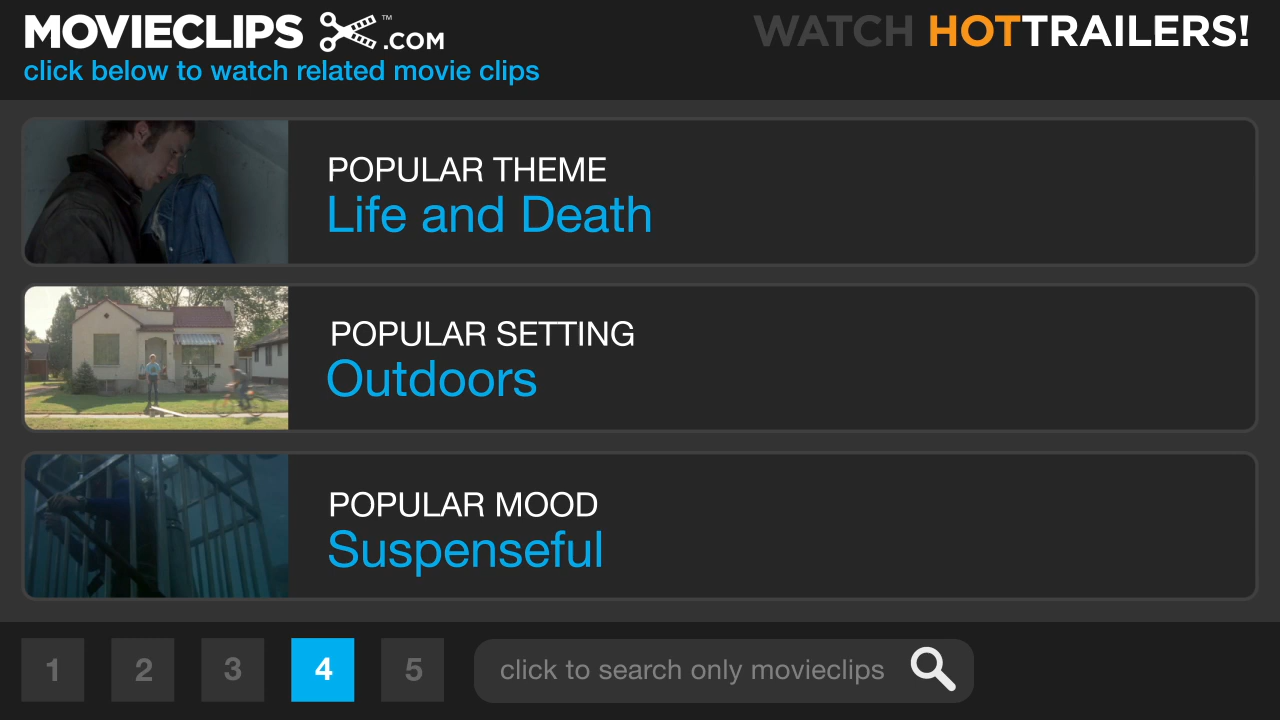 MOVIECLIPS ™ .COM
WATCH HOTTRAILERS!
click below to watch related movie clips
POPULAR THEME
Life and Death
POPULAR SETTING
Outdoors
POPULAR MOOD
Suspenseful
1 2 3 4 5 click to search only movieclips